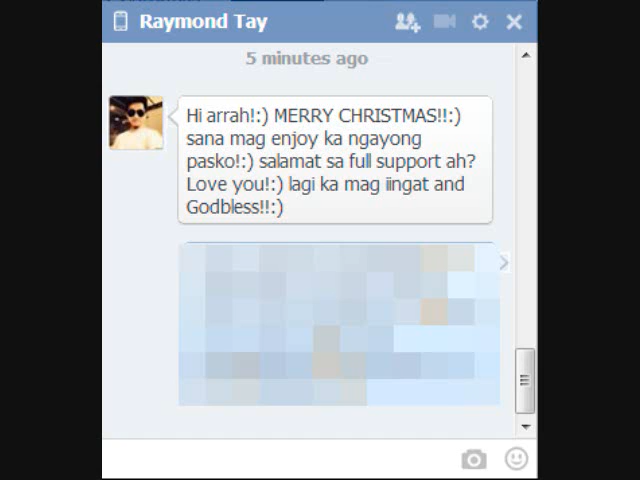 Raymond Tay
5 minutes ago
Hi arrah!:) MERRY CHRISTMAS!!:)
sana mag enjoy ka ngayong
pasko!:) salamat sa full support ah?
Love you!:) lagi ka mag iingat and
Godbless!!:)